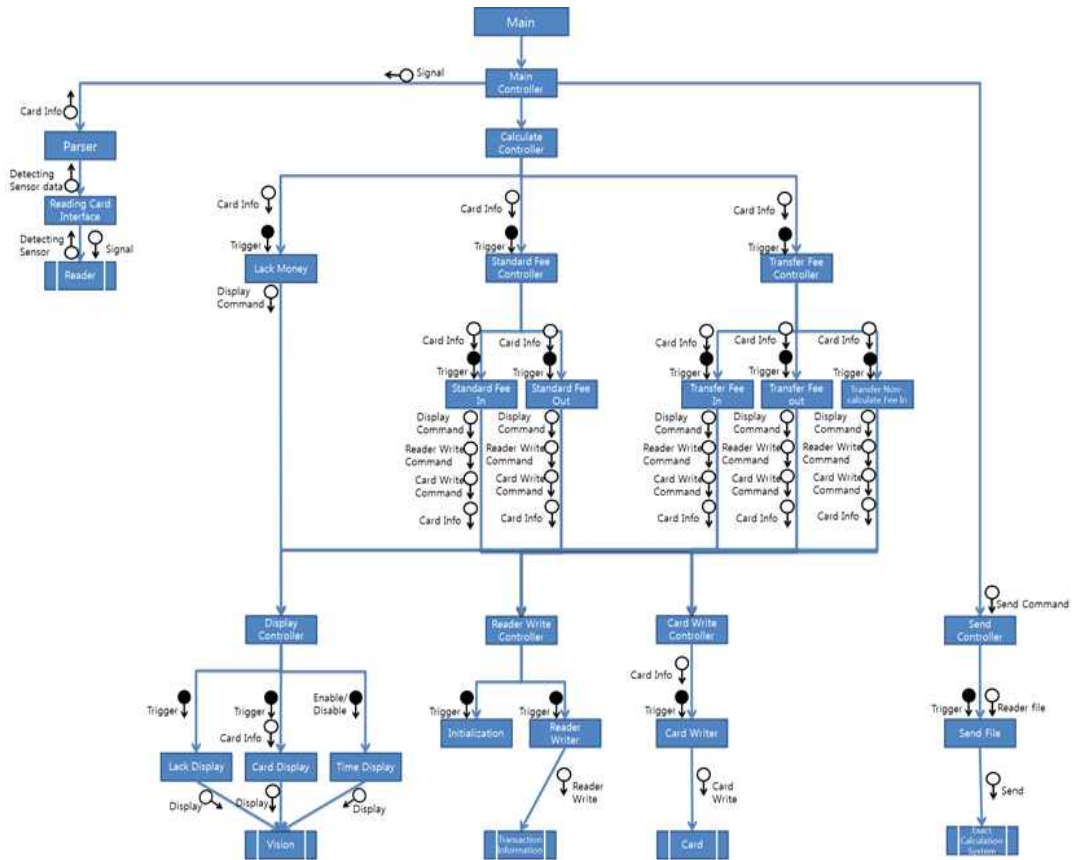 Main
Signal
Main
Controller
Card Info
Calculate
Controller
Parser
Detecting
Sensor data
Reading Card
Interface
Card Info
Card Info
Card Info
Detecting
Sensor
Signal
Trigger
Trigger
Trigger
Reader
Lack Money
Standard Fee
Controller
Transfer Fee
Controller
Display
Command
Card Info
Card Info
Card Info
Card Info
Card Info
Trigger
Trigger
Trigger
Trigger
Trigger
Standard Fee
In
Standard Fee
Out
Transfer Fee
In
Transfer Fee
out
Transfer Non-
calculate Fee In
Display
Command
Display
Command
Display
Command
Display
Command
Display
Command
Reader Write
Command
Reader Write
Command
Reader Write
Command
Reader Write
Command
Reader Write
Command
Card Write
Command
Card Write
Command
Card Write
Command
Card Write
Command
Card Write
Command
Card Info
Card Info
Card Info
Card Info
Card Info
Send Command
Display
Controller
Reader Write
Controller
Card Write
Controller
Send
Controller
Card Info
Trigger
Trigger
Enable/
Disable
Trigger
Trigger
Trigger
Trigger
Reader file
Card Info
Initialization
Reader
Writer
Card Writer
Send File
Lack Display
Card Display
Time Display
Reader
Write
Card
Write
Send
Display
Display
Display
Vision
Transaction
Information
Card
Exact
Calculation
System